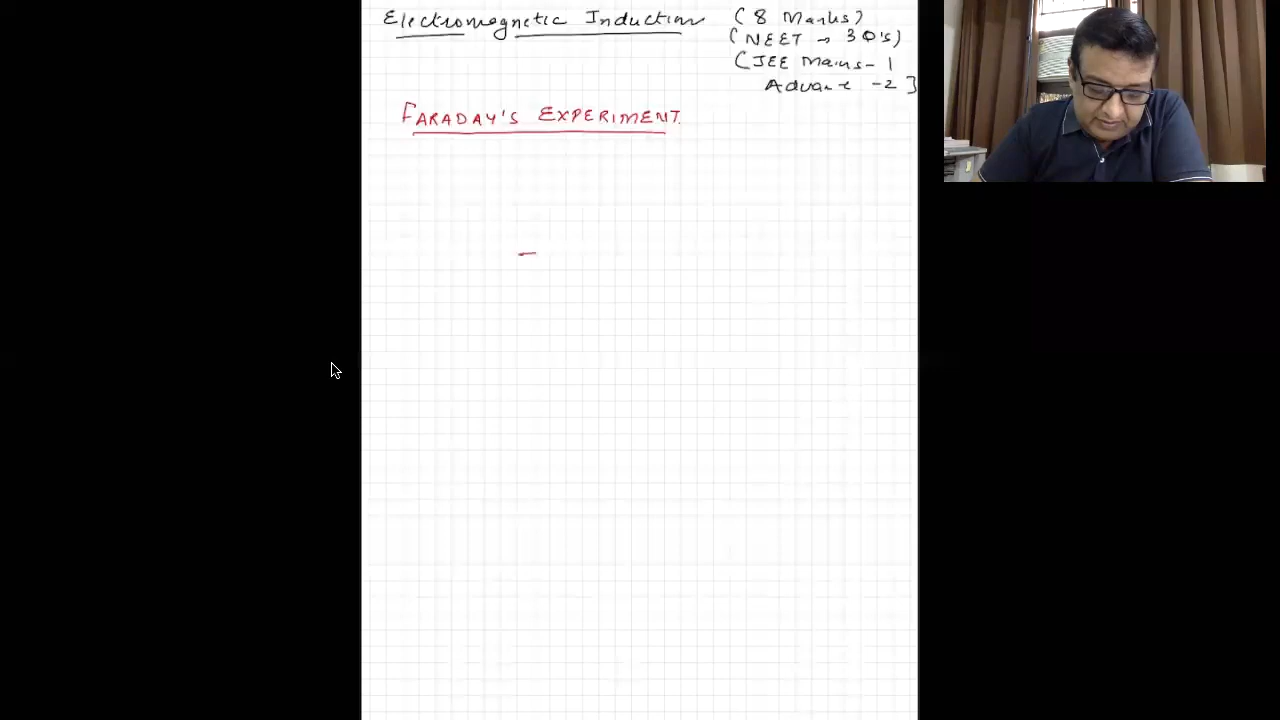 Electromagnetic Induction (8 Marks)
(NEET → 3 Q's)
(JEE Mains - 1
Advance - 2]
FARADAY'S EXPERIMENT.